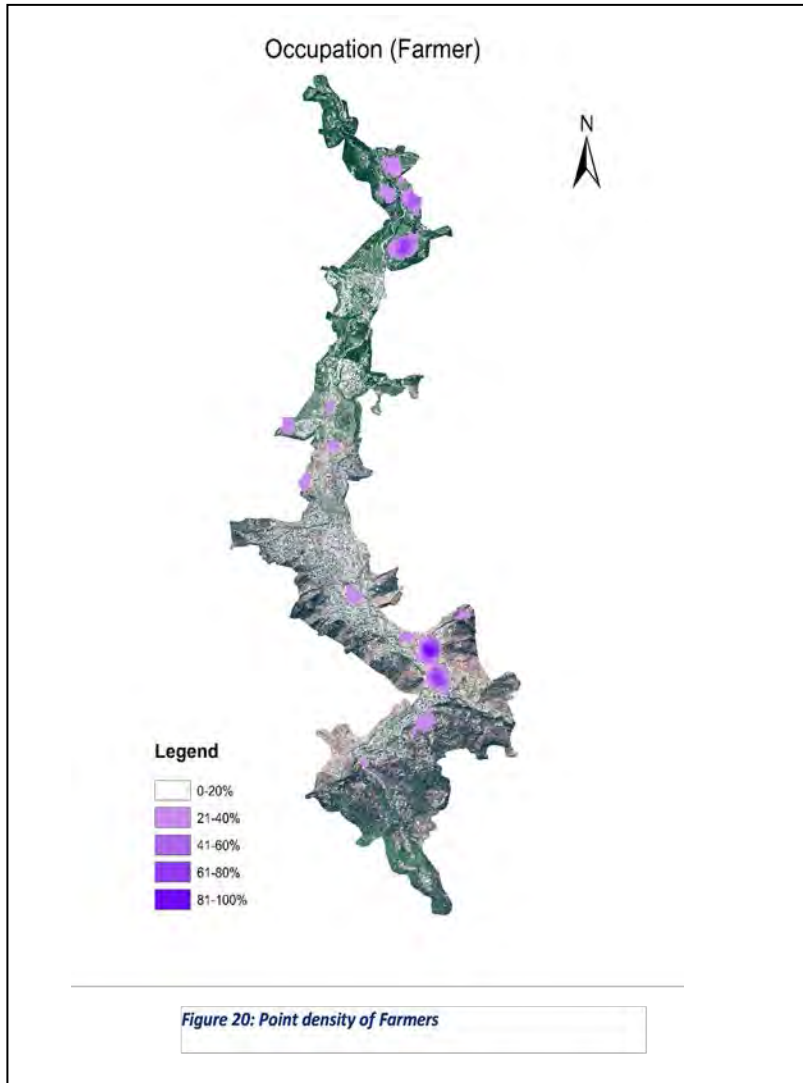 Occupation (Farmer)
N
Legend
0-20%
21-40%
41-60%
61-80%
81-100%
Figure 20: Point density of Farmers